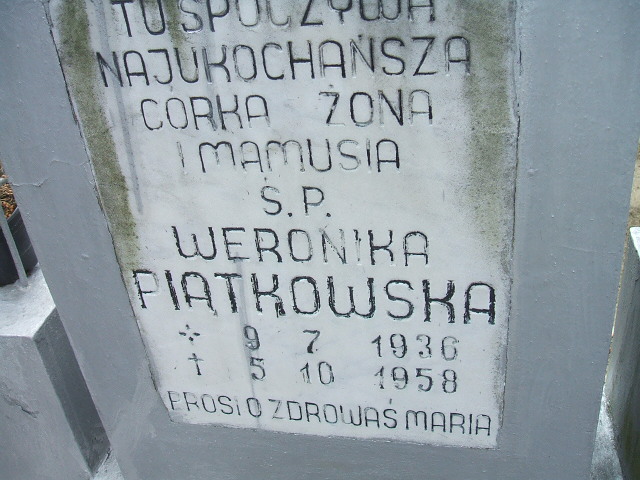 TU SPOCZYWA
NAJUKOCHAŃSZA
CÓRKA ŻONA
I MAMUSIA
Ś.P.
WERONIKA
PIĄTKOWSKA
* 9 7 1936
† 5 10 1958
PROSI O ZDROWAŚ MARIA